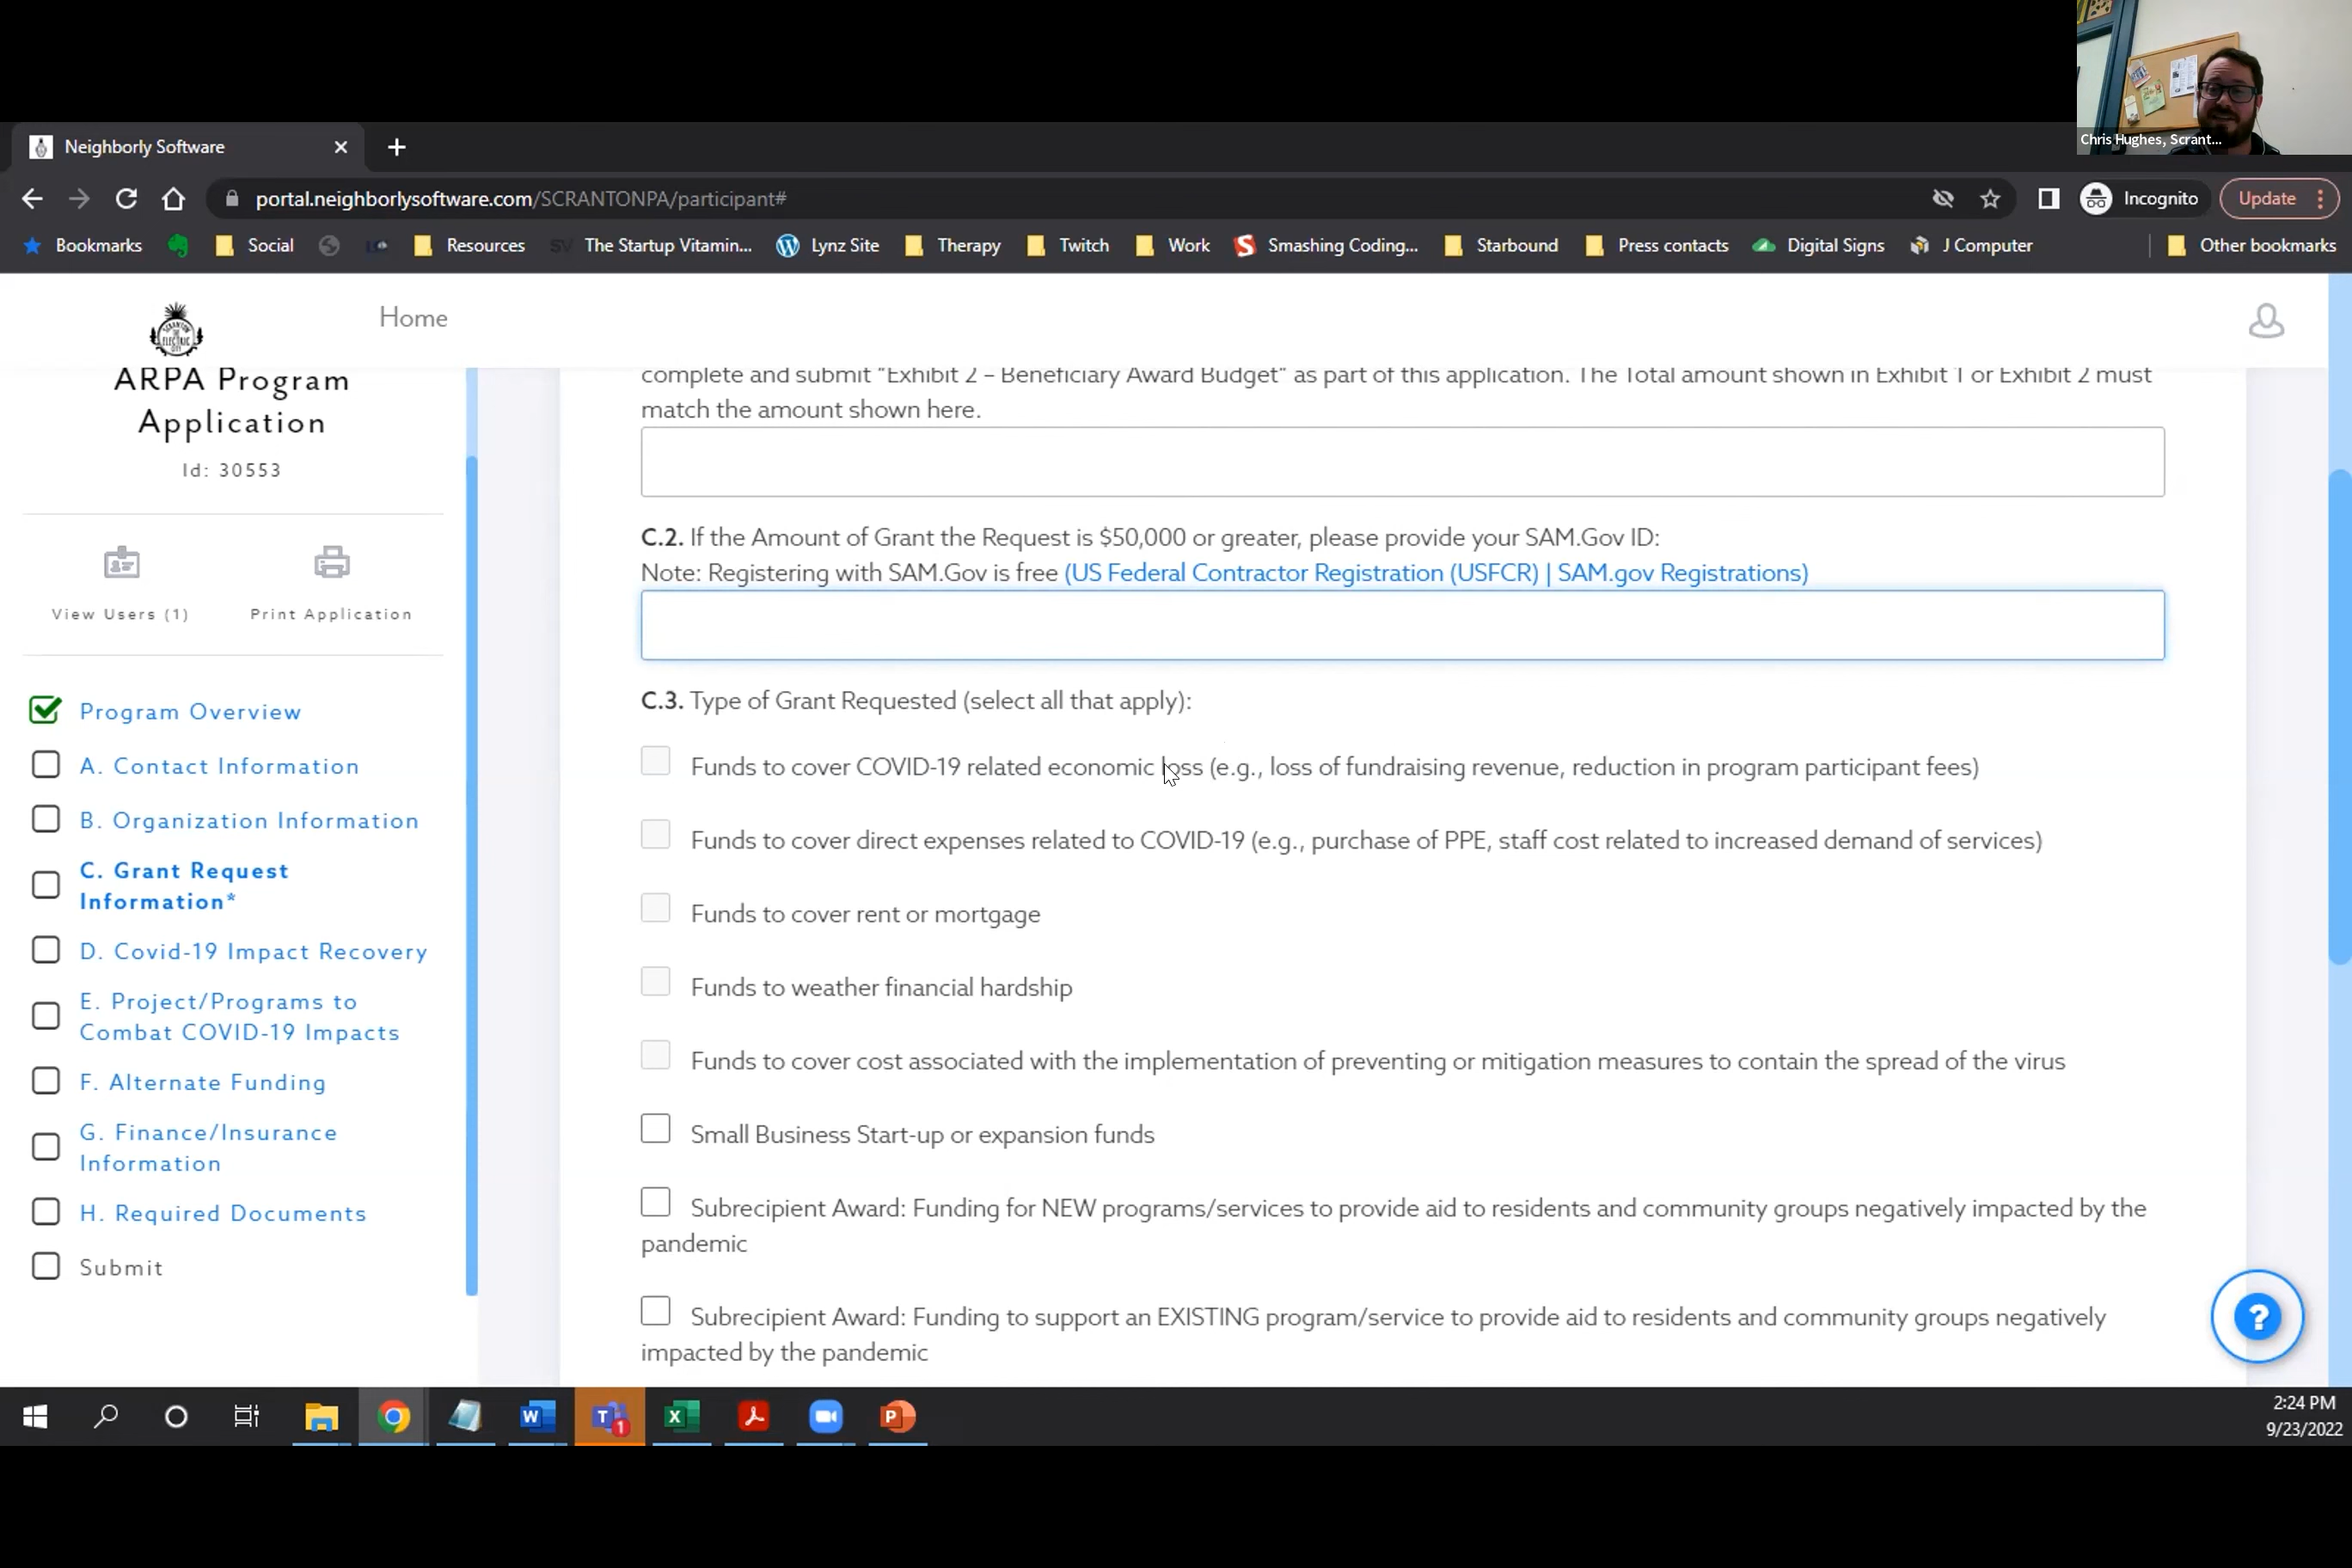 Chris Hughes, Scrant...
Neighborly Software
portal.neighborlysoftware.com/SCRANTONPA/participant#
Incognito
Update
Bookmarks
Social
Resources
The Startup Vitamin...
Lynz Site
Therapy
Twitch
Work
Smashing Coding...
Starbound
Press contacts
Digital Signs
J Computer
Other bookmarks
Home
ARPA Program
Application
Id: 30553
View Users (1)
Print Application
Program Overview
A. Contact Information
B. Organization Information
C. Grant Request
Information*
D. Covid-19 Impact Recovery
E. Project/Programs to
Combat COVID-19 Impacts
F. Alternate Funding
G. Finance/Insurance
Information
H. Required Documents
Submit
complete and submit "Exhibit 2 – Beneficiary Award Budget" as part of this application. The Total amount shown in Exhibit 1 or Exhibit 2 must
match the amount shown here.
C.2. If the Amount of Grant the Request is $50,000 or greater, please provide your SAM.Gov ID:
Note: Registering with SAM.Gov is free (US Federal Contractor Registration (USFCR) | SAM.gov Registrations)
C.3. Type of Grant Requested (select all that apply):
Funds to cover COVID-19 related economic loss (e.g., loss of fundraising revenue, reduction in program participant fees)
Funds to cover direct expenses related to COVID-19 (e.g., purchase of PPE, staff cost related to increased demand of services)
Funds to cover rent or mortgage
Funds to weather financial hardship
Funds to cover cost associated with the implementation of preventing or mitigation measures to contain the spread of the virus
Small Business Start-up or expansion funds
Subrecipient Award: Funding for NEW programs/services to provide aid to residents and community groups negatively impacted by the
pandemic
Subrecipient Award: Funding to support an EXISTING program/service to provide aid to residents and community groups negatively
impacted by the pandemic
2:24 PM
9/23/2022